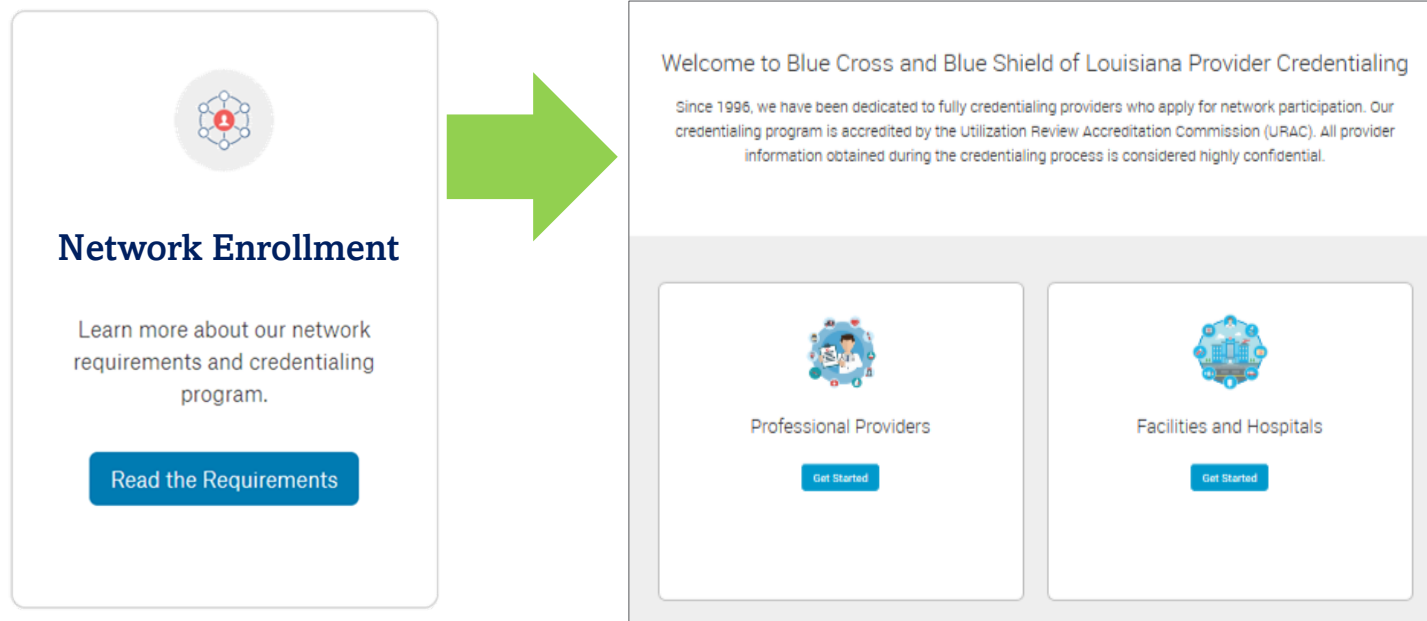 Network Enrollment
Learn more about our network
requirements and credentialing
program.
Read the Requirements
Welcome to Blue Cross and Blue Shield of Louisiana Provider Credentialing
Since 1996, we have been dedicated to fully credentialing providers who apply for network participation. Our
credentialing program is accredited by the Utilization Review Accreditation Commission (URAC). All provider
information obtained during the credentialing process is considered highly confidential.
Professional Providers
Get Started
Facilities and Hospitals
Get Started